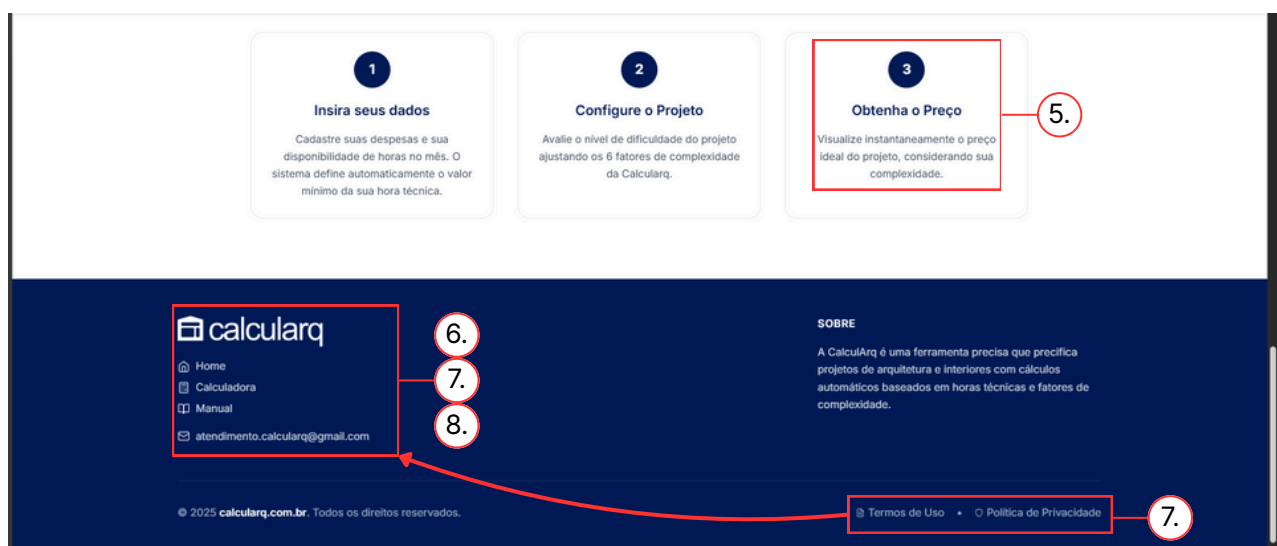 1
Insira seus dados
Cadastre suas despesas e sua
disponibilidade de horas no mês. O
sistema define automaticamente o valor
mínimo da sua hora técnica.
2
Configure o Projeto
Avalie o nível de dificuldade do projeto
ajustando os 6 fatores de complexidade
da Calcularq.
3
Obtenha o Preço
Visualize instantaneamente o preço
ideal do projeto, considerando sua
complexidade.
5.
calcularq
Home
Calculadora
Manual
atendimento.calcularq@gmail.com
6.
7.
8.
SOBRE
A CalculArq é uma ferramenta precisa que precifica
projetos de arquitetura e interiores com cálculos
automáticos baseados em horas técnicas e fatores de
complexidade.
© 2025 calcularq.com.br. Todos os direitos reservados.
Termos de Uso • Política de Privacidade
7.